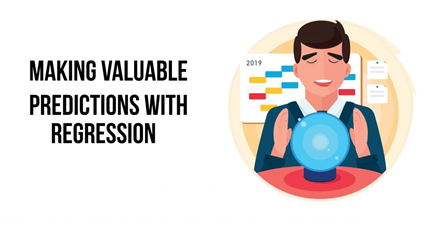 MAKING VALUABLE
PREDICTIONS WITH
REGRESSION
2019